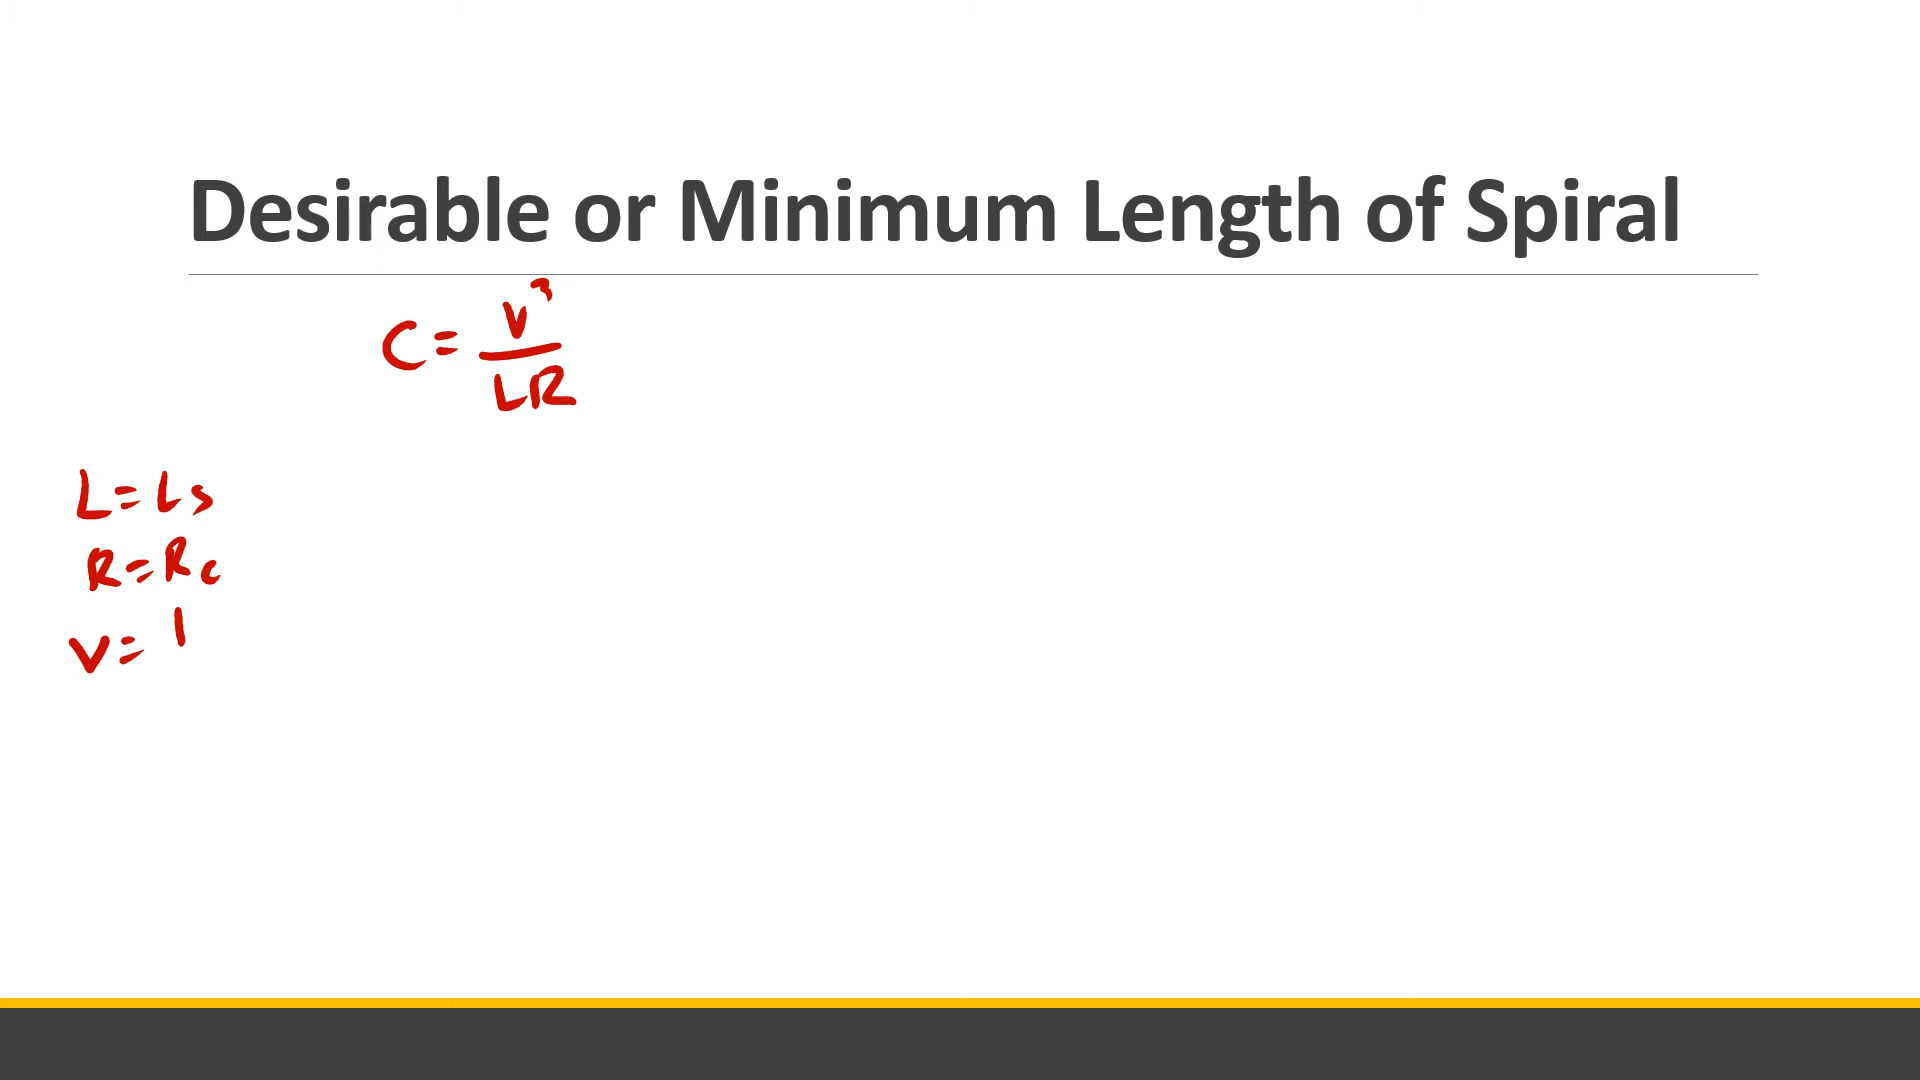 Desirable or Minimum Length of Spiral
C = v³ / LR
L = Ls
R = Rc
v = 1